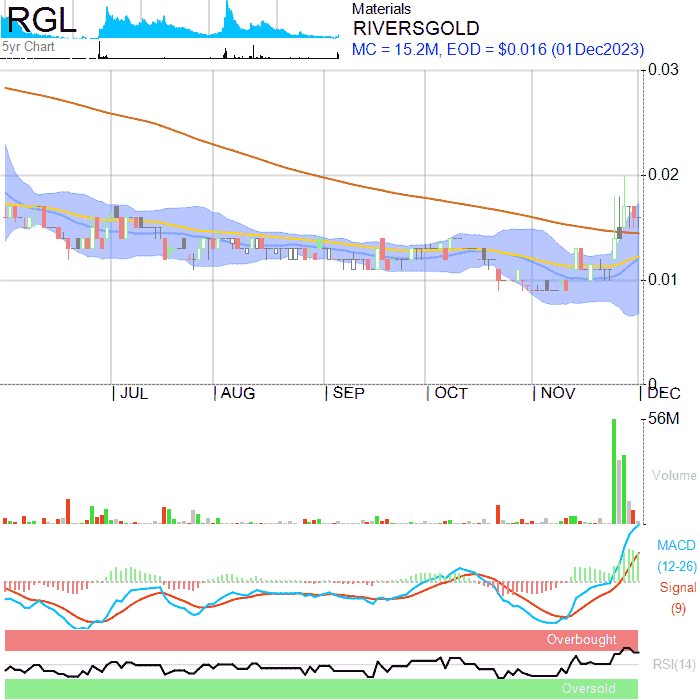 RGL
5yr Chart
Materials
RIVERSGOLD
MC = 15.2M, EOD = $0.016 (01Dec2023)
0.03
0.02
0.01
0
JUL AUG SEP OCT NOV DEC
56M
Volume
MACD
(12-26)
Signal
(9)
Overbought
RSI(14)
Oversold